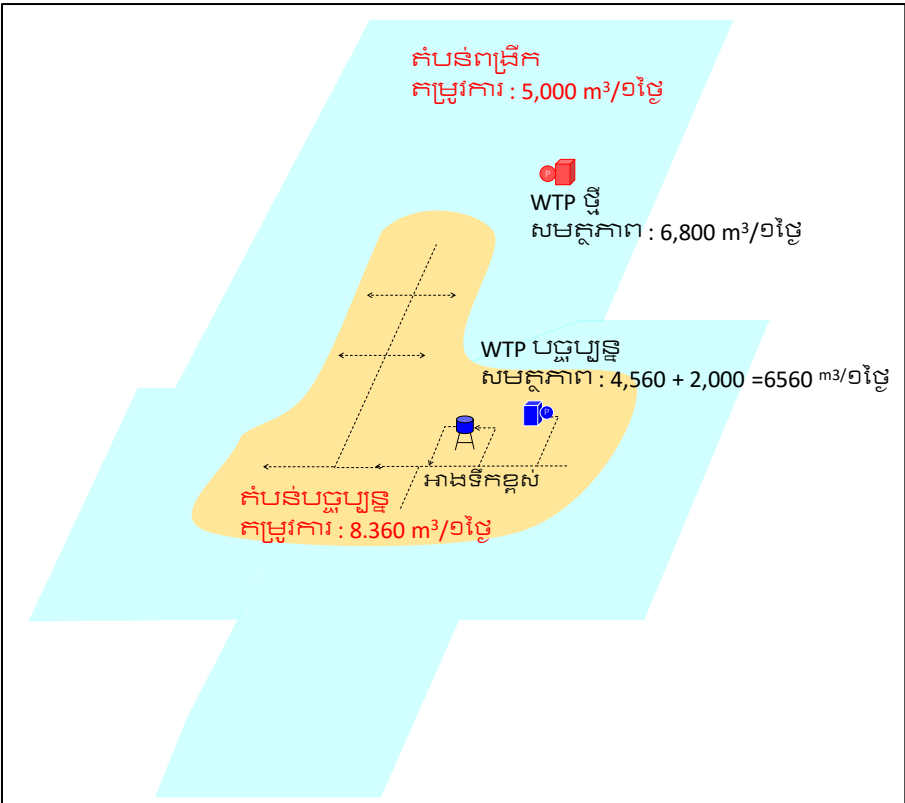 តំបន់ពង្រីក
តម្រូវការ : 5,000 m³/១ថ្ងៃ
P
WTP ថ្មី
សមត្ថភាព : 6,800 m³/១ថ្ងៃ
WTP បច្ចុប្បន្ន
សមត្ថភាព : 4,560 + 2,000 =6560 m3/១ថ្ងៃ
P
អាងទឹកខ្ពស់
តំបន់បច្ចុប្បន្ន
តម្រូវការ : 8.360 m³/១ថ្ងៃ